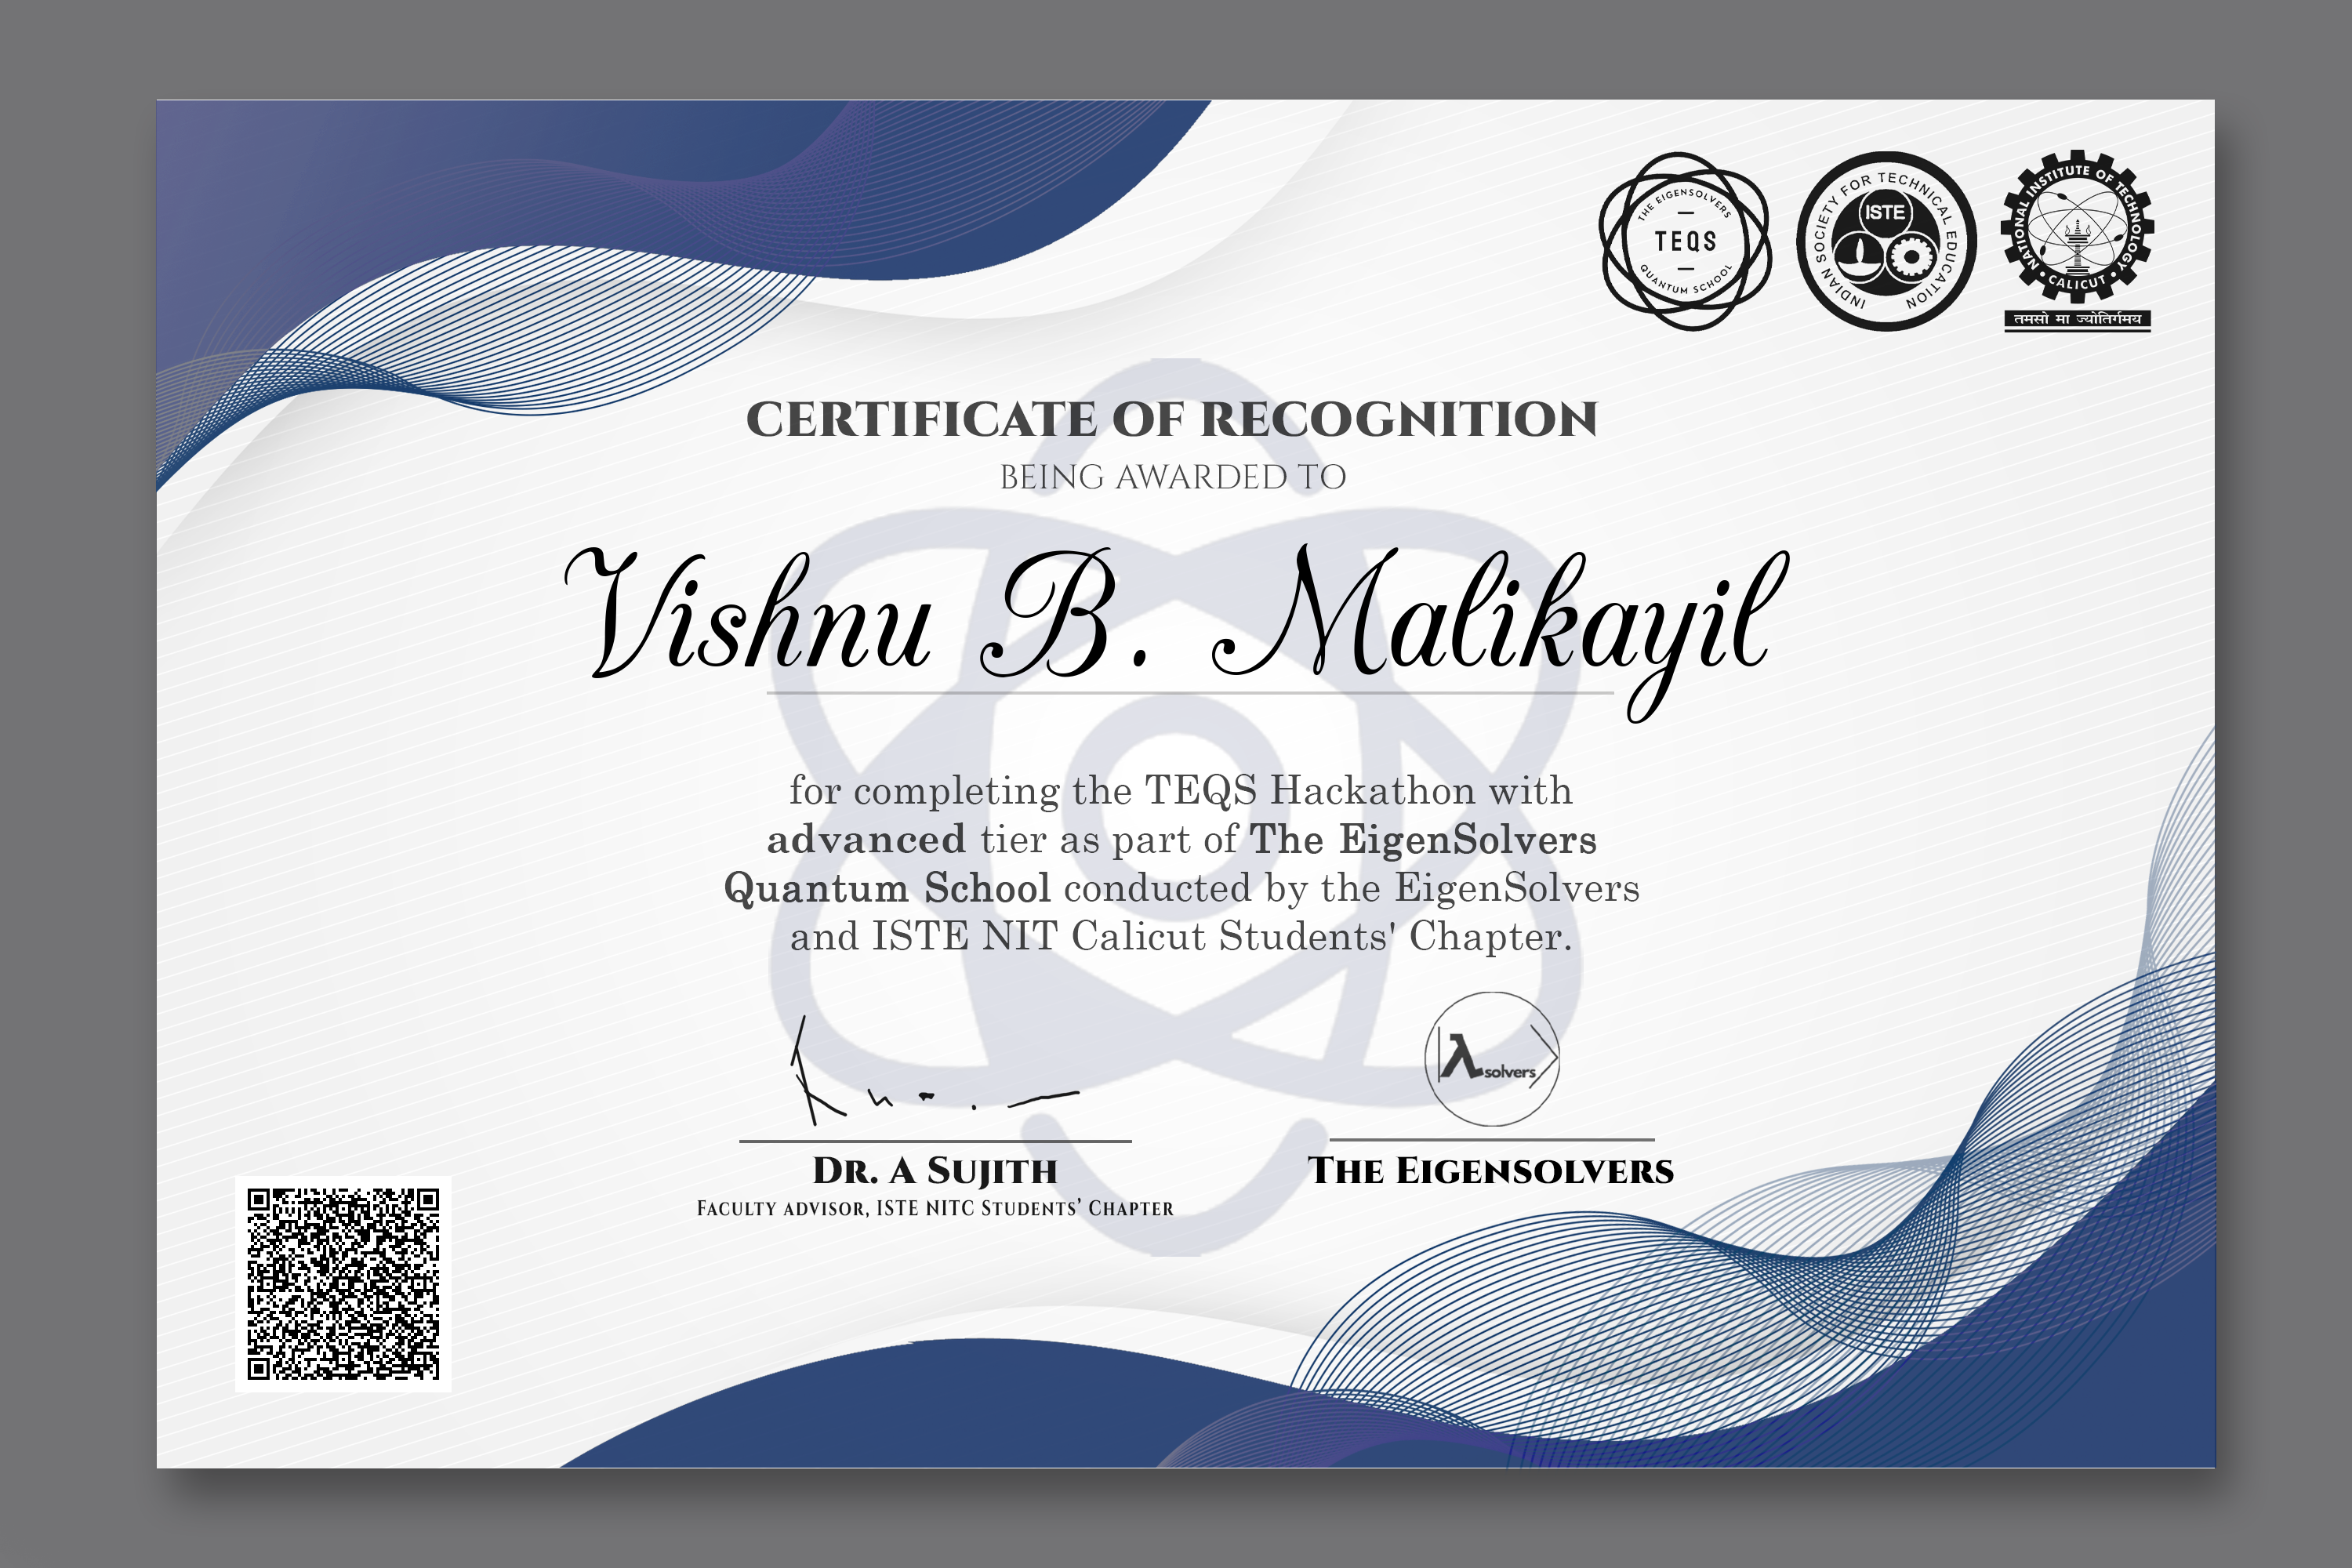 THE EIGENSOLVERS
TEQS
QUANTUM SCHOOL
INDIAN SOCIETY FOR TECHNICAL EDUCATION
ISTE
NATIONAL INSTITUTE OF TECHNOLOGY
• CALICUT •
तमसो मा ज्योतिर्गमय
CERTIFICATE OF RECOGNITION
BEING AWARDED TO
Vishnu B. Malikayil
for completing the TEQS Hackathon with
advanced tier as part of The EigenSolvers
Quantum School conducted by the EigenSolvers
and ISTE NIT Calicut Students' Chapter.
|λsolvers>
DR. A SUJITH
FACULTY ADVISOR, ISTE NITC STUDENTS’ CHAPTER
THE EIGENSOLVERS